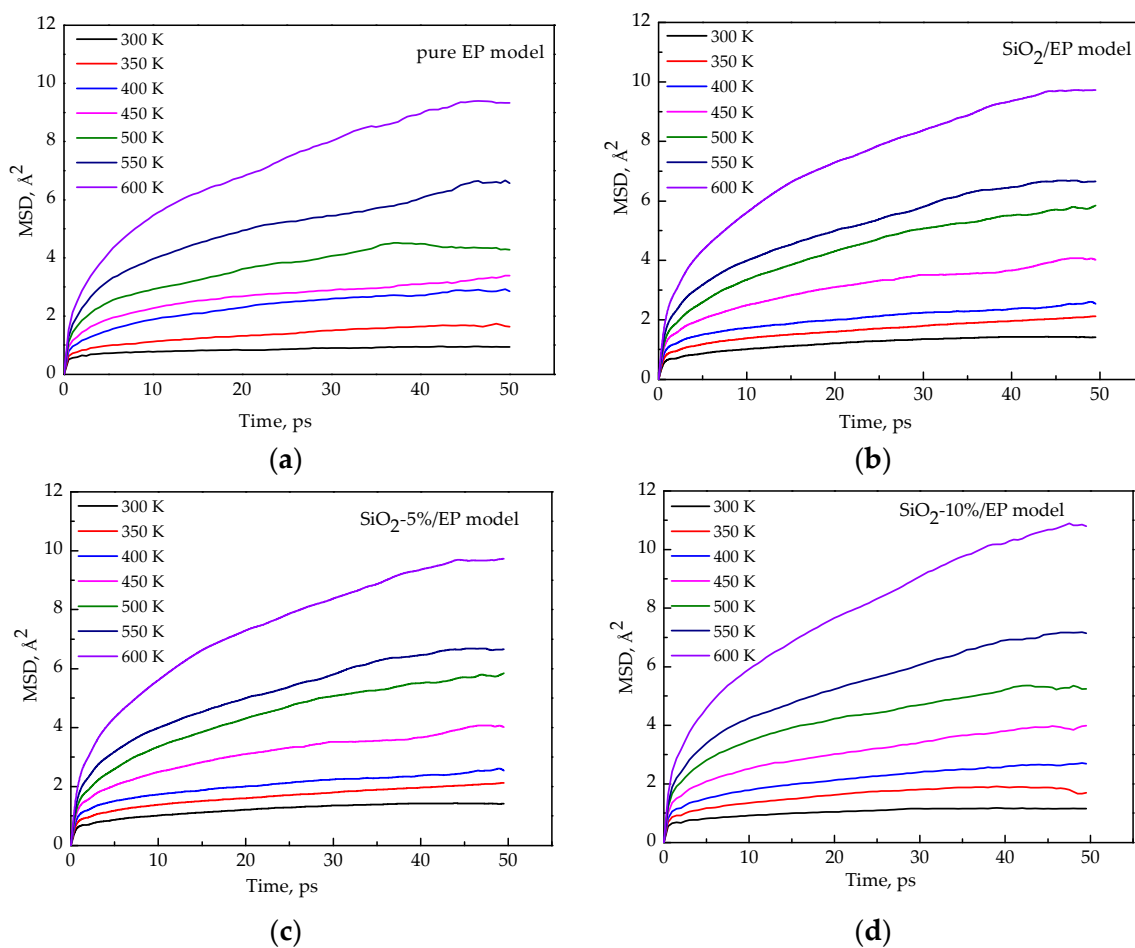 12
10
8
6
4
2
0
MSD, Å²
300 K
350 K
400 K
450 K
500 K
550 K
600 K
pure EP model
0 10 20 30 40 50
Time, ps
(a)
12
10
8
6
4
2
0
MSD, Å²
300 K
350 K
400 K
450 K
500 K
550 K
600 K
SiO₂/EP model
0 10 20 30 40 50
Time, ps
(b)
12
10
8
6
4
2
0
MSD, Å²
300 K
350 K
400 K
450 K
500 K
550 K
600 K
SiO₂-5%/EP model
0 10 20 30 40 50
Time, ps
(c)
12
10
8
6
4
2
0
MSD, Å²
300 K
350 K
400 K
450 K
500 K
550 K
600 K
SiO₂-10%/EP model
0 10 20 30 40 50
Time, ps
(d)